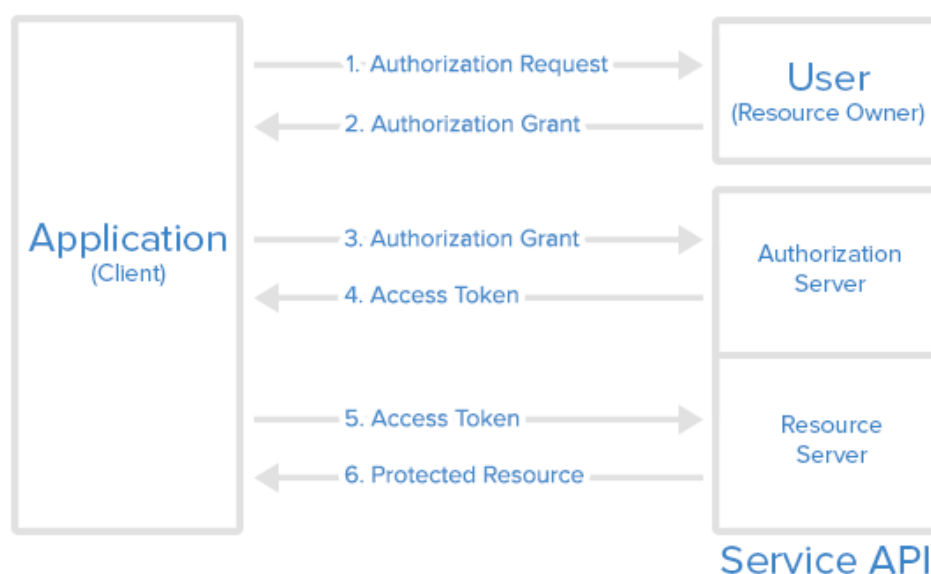 1. Authorization Request
User
(Resource Owner)
2. Authorization Grant
Application
(Client)
3. Authorization Grant
Authorization
Server
4. Access Token
5. Access Token
Resource
Server
6. Protected Resource
Service API